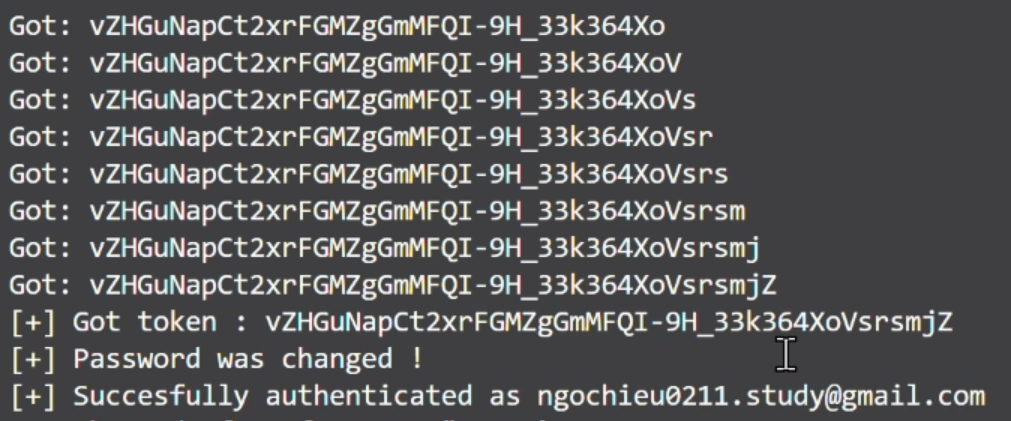 Got: vZHGuNapCt2xrFGMZgGmMFQI-9H_33k364Xo
Got: vZHGuNapCt2xrFGMZgGmMFQI-9H_33k364XoV
Got: vZHGuNapCt2xrFGMZgGmMFQI-9H_33k364XoVs
Got: vZHGuNapCt2xrFGMZgGmMFQI-9H_33k364XoVsr
Got: vZHGuNapCt2xrFGMZgGmMFQI-9H_33k364XoVsrs
Got: vZHGuNapCt2xrFGMZgGmMFQI-9H_33k364XoVsrsm
Got: vZHGuNapCt2xrFGMZgGmMFQI-9H_33k364XoVsrsmj
Got: vZHGuNapCt2xrFGMZgGmMFQI-9H_33k364XoVsrsmjZ
[+] Got token : vZHGuNapCt2xrFGMZgGmMFQI-9H_33k364XoVsrsmjZ
[+] Password was changed !
[+] Succesfully authenticated as ngochieu0211.study@gmail.com